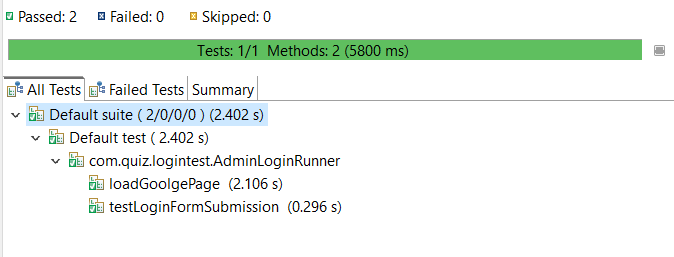 Passed: 2 Failed: 0 Skipped: 0
Tests: 1/1 Methods: 2 (5800 ms)
All Tests Failed Tests Summary
Default suite ( 2/0/0/0 ) (2.402 s)
Default test ( 2.402 s)
com.quiz.logintest.AdminLoginRunner
loadGoolgePage (2.106 s)
testLoginFormSubmission (0.296 s)